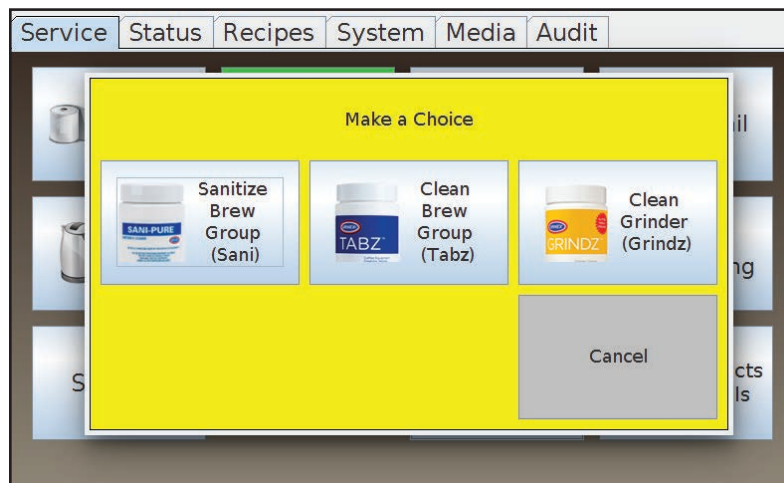 Service Status Recipes System Media Audit
Make a Choice
Sanitize
Brew
Group
(Sani)
SANI-PURE
Clean
Brew
Group
(Tabz)
TABZ
Clean
Grinder
(Grindz)
GRINDZ
Cancel